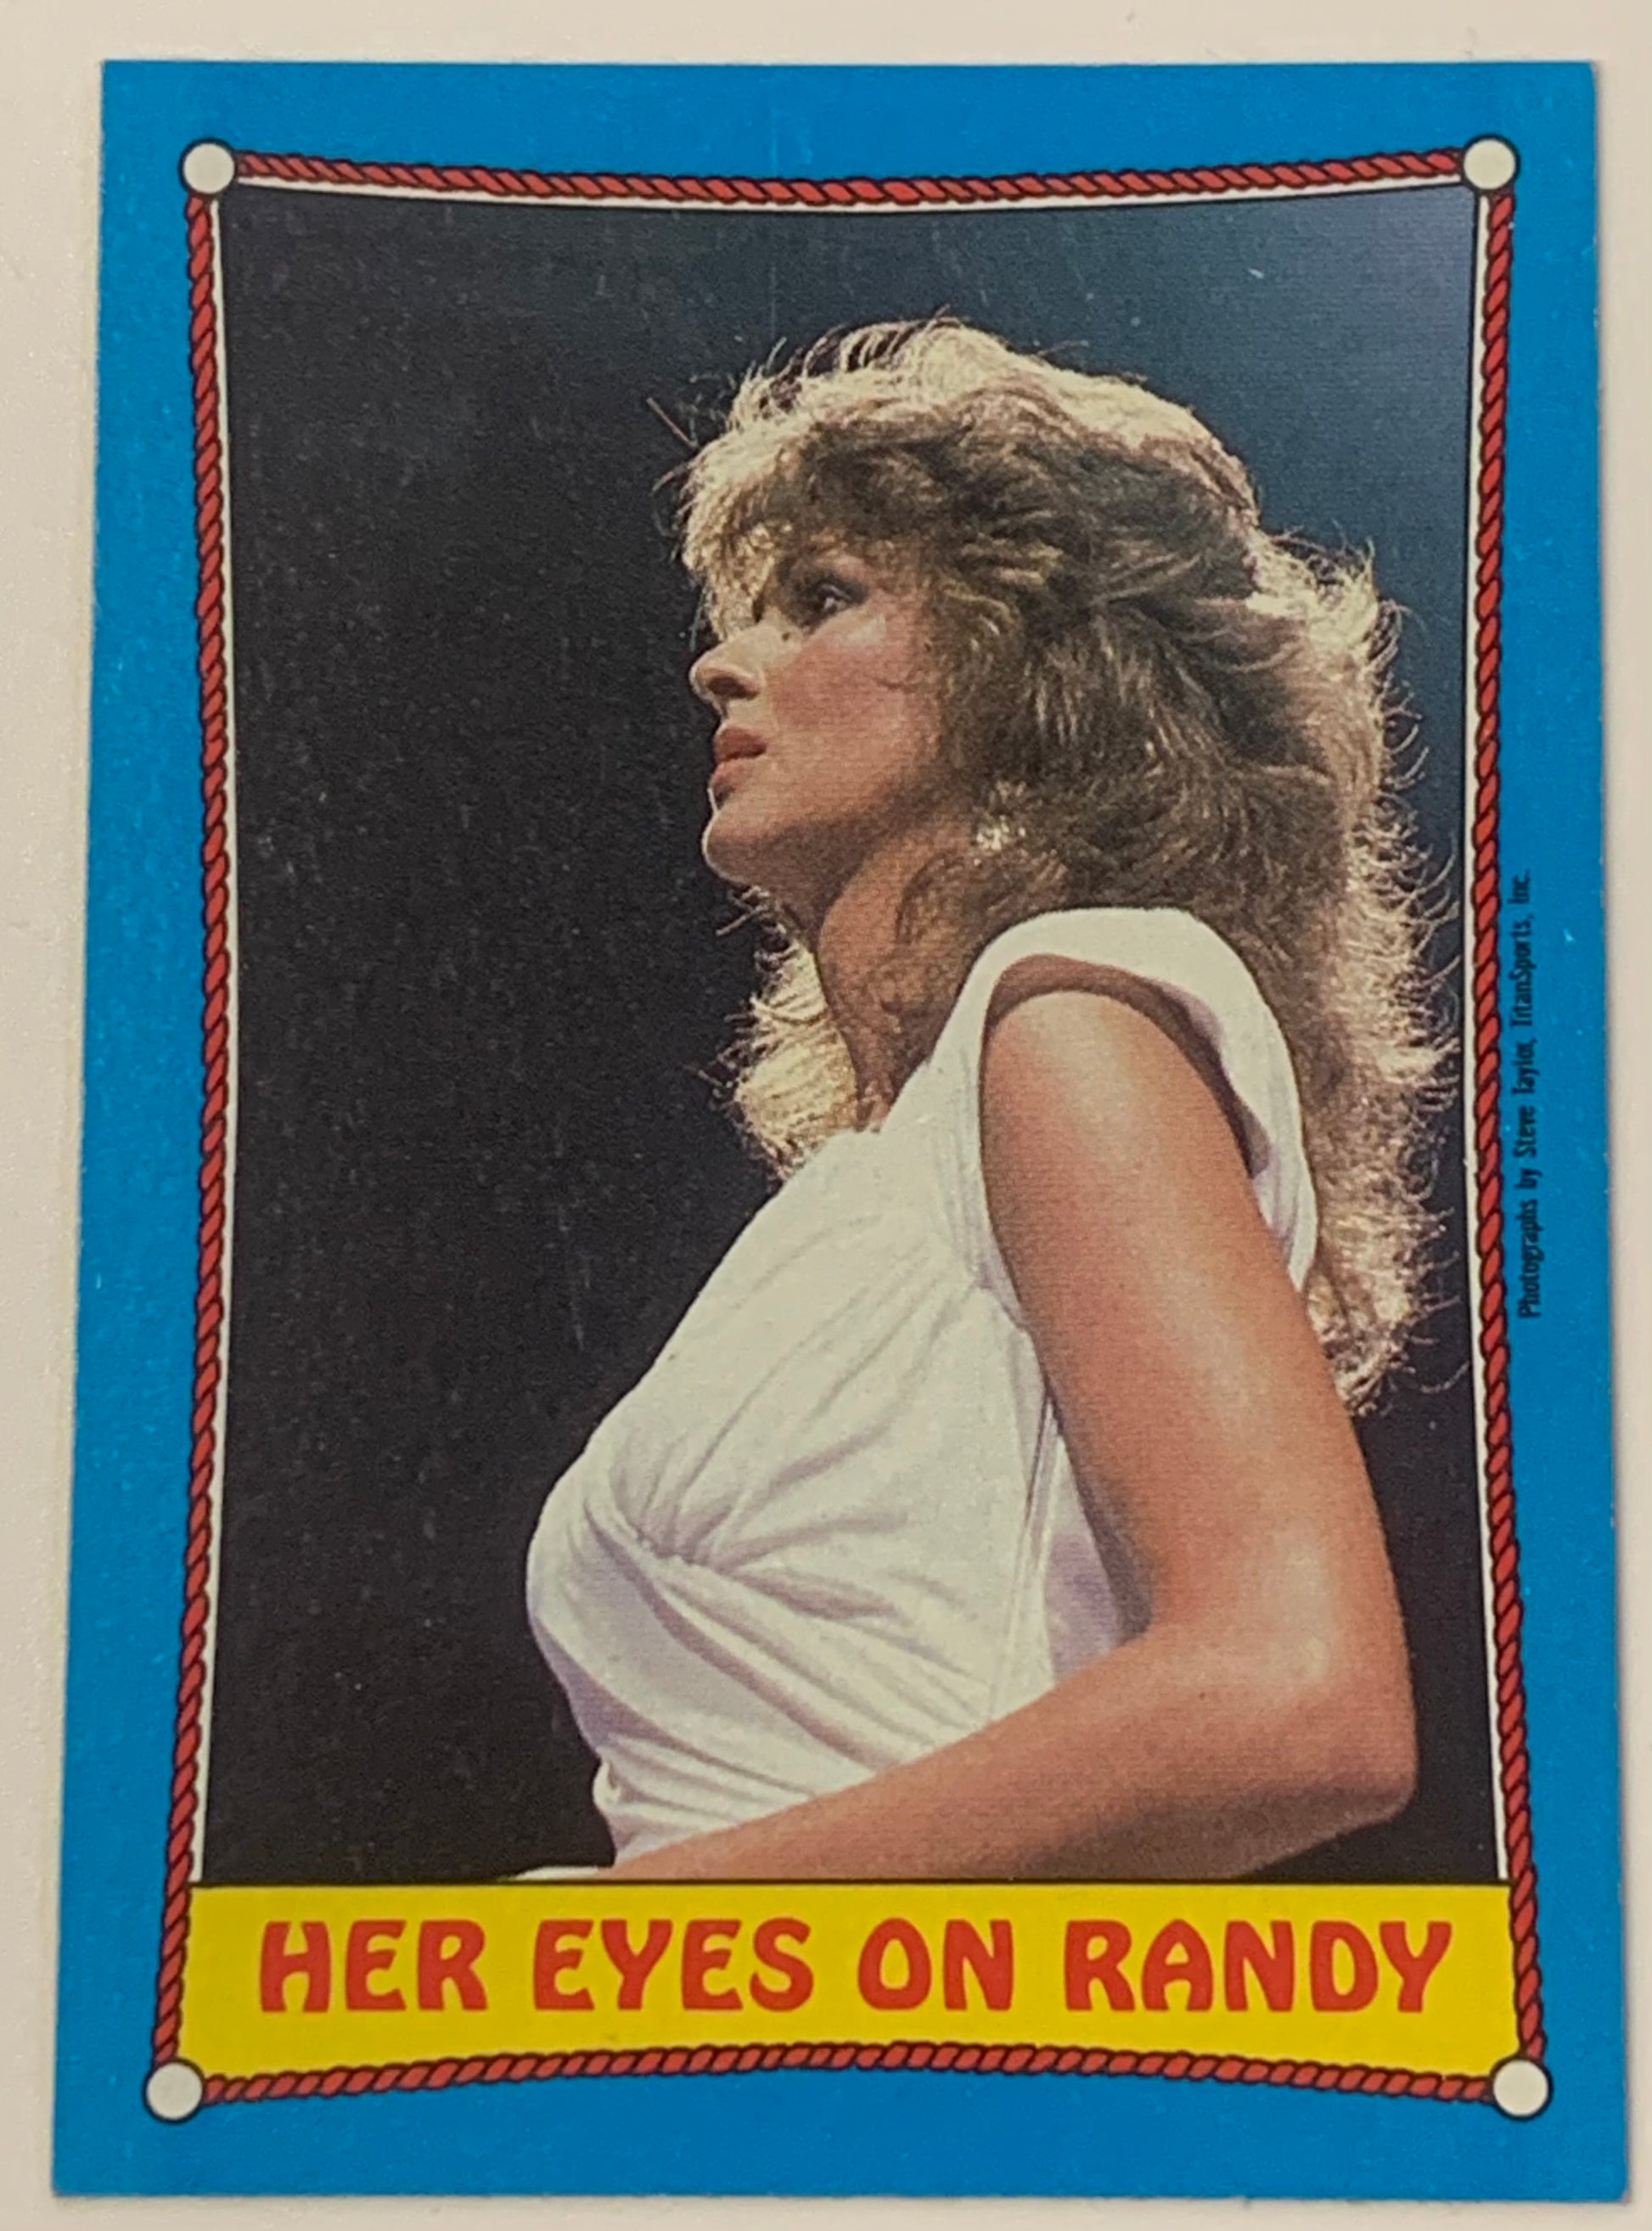 Photographs by Steve Taylor, TitanSports, Inc.
HER EYES ON RANDY